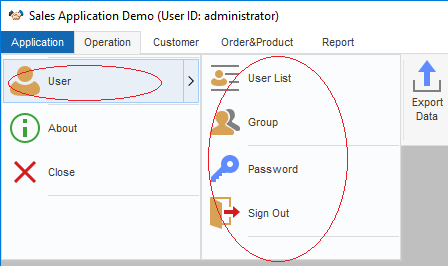 Sales Application Demo (User ID: administrator)
Application Operation Customer Order&Product Report
User
About
Close
User List
Group
Password
Sign Out
Export
Data